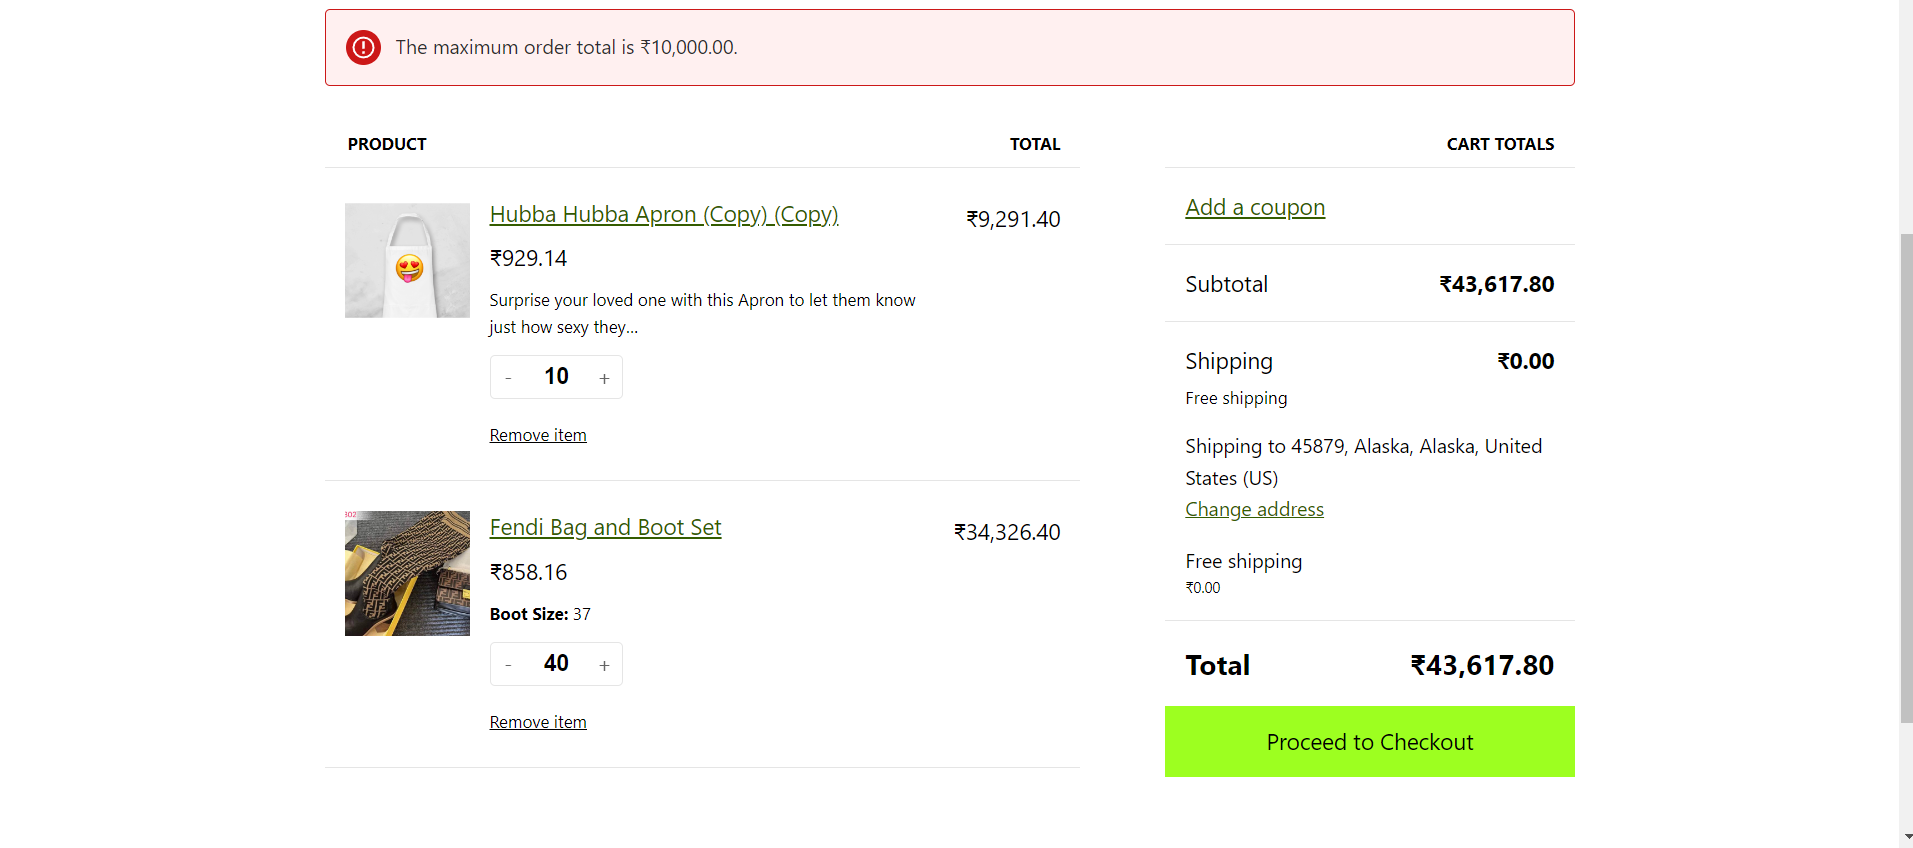 The maximum order total is ₹10,000.00.
PRODUCT
TOTAL
Hubba Hubba Apron (Copy) (Copy)
₹9,291.40
₹929.14
Surprise your loved one with this Apron to let them know
just how sexy they…
- 10 +
Remove item
Fendi Bag and Boot Set
₹34,326.40
₹858.16
Boot Size: 37
- 40 +
Remove item
CART TOTALS
Add a coupon
Subtotal ₹43,617.80
Shipping ₹0.00
Free shipping
Shipping to 45879, Alaska, Alaska, United
States (US)
Change address
Free shipping
₹0.00
Total ₹43,617.80
Proceed to Checkout